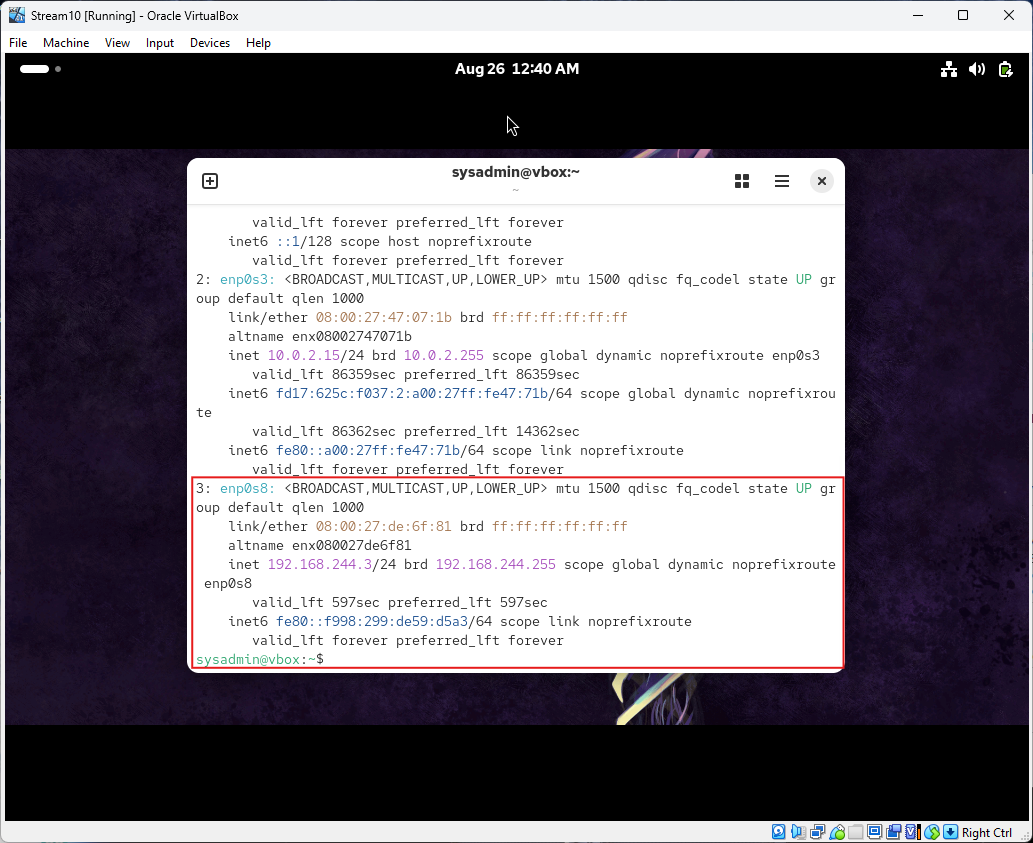 Stream10 [Running] - Oracle VirtualBox
File Machine View Input Devices Help
Aug 26 12:40 AM
sysadmin@vbox:~
~
valid_lft forever preferred_lft forever
inet6 ::1/128 scope host noprefixroute
valid_lft forever preferred_lft forever
2: enp0s3: <BROADCAST,MULTICAST,UP,LOWER_UP> mtu 1500 qdisc fq_codel state UP gr
oup default qlen 1000
link/ether 08:00:27:47:07:1b brd ff:ff:ff:ff:ff:ff
altname enx08002747071b
inet 10.0.2.15/24 brd 10.0.2.255 scope global dynamic noprefixroute enp0s3
valid_lft 86359sec preferred_lft 86359sec
inet6 fd17:625c:f037:2:a00:27ff:fe47:71b/64 scope global dynamic noprefixrou
te
valid_lft 86362sec preferred_lft 14362sec
inet6 fe80::a00:27ff:fe47:71b/64 scope link noprefixroute
valid_lft forever preferred_lft forever
3: enp0s8: <BROADCAST,MULTICAST,UP,LOWER_UP> mtu 1500 qdisc fq_codel state UP gr
oup default qlen 1000
link/ether 08:00:27:de:6f:81 brd ff:ff:ff:ff:ff:ff
altname enx080027de6f81
inet 192.168.244.3/24 brd 192.168.244.255 scope global dynamic noprefixroute
enp0s8
valid_lft 597sec preferred_lft 597sec
inet6 fe80::f998:299:de59:d5a3/64 scope link noprefixroute
valid_lft forever preferred_lft forever
sysadmin@vbox:~$
Right Ctrl